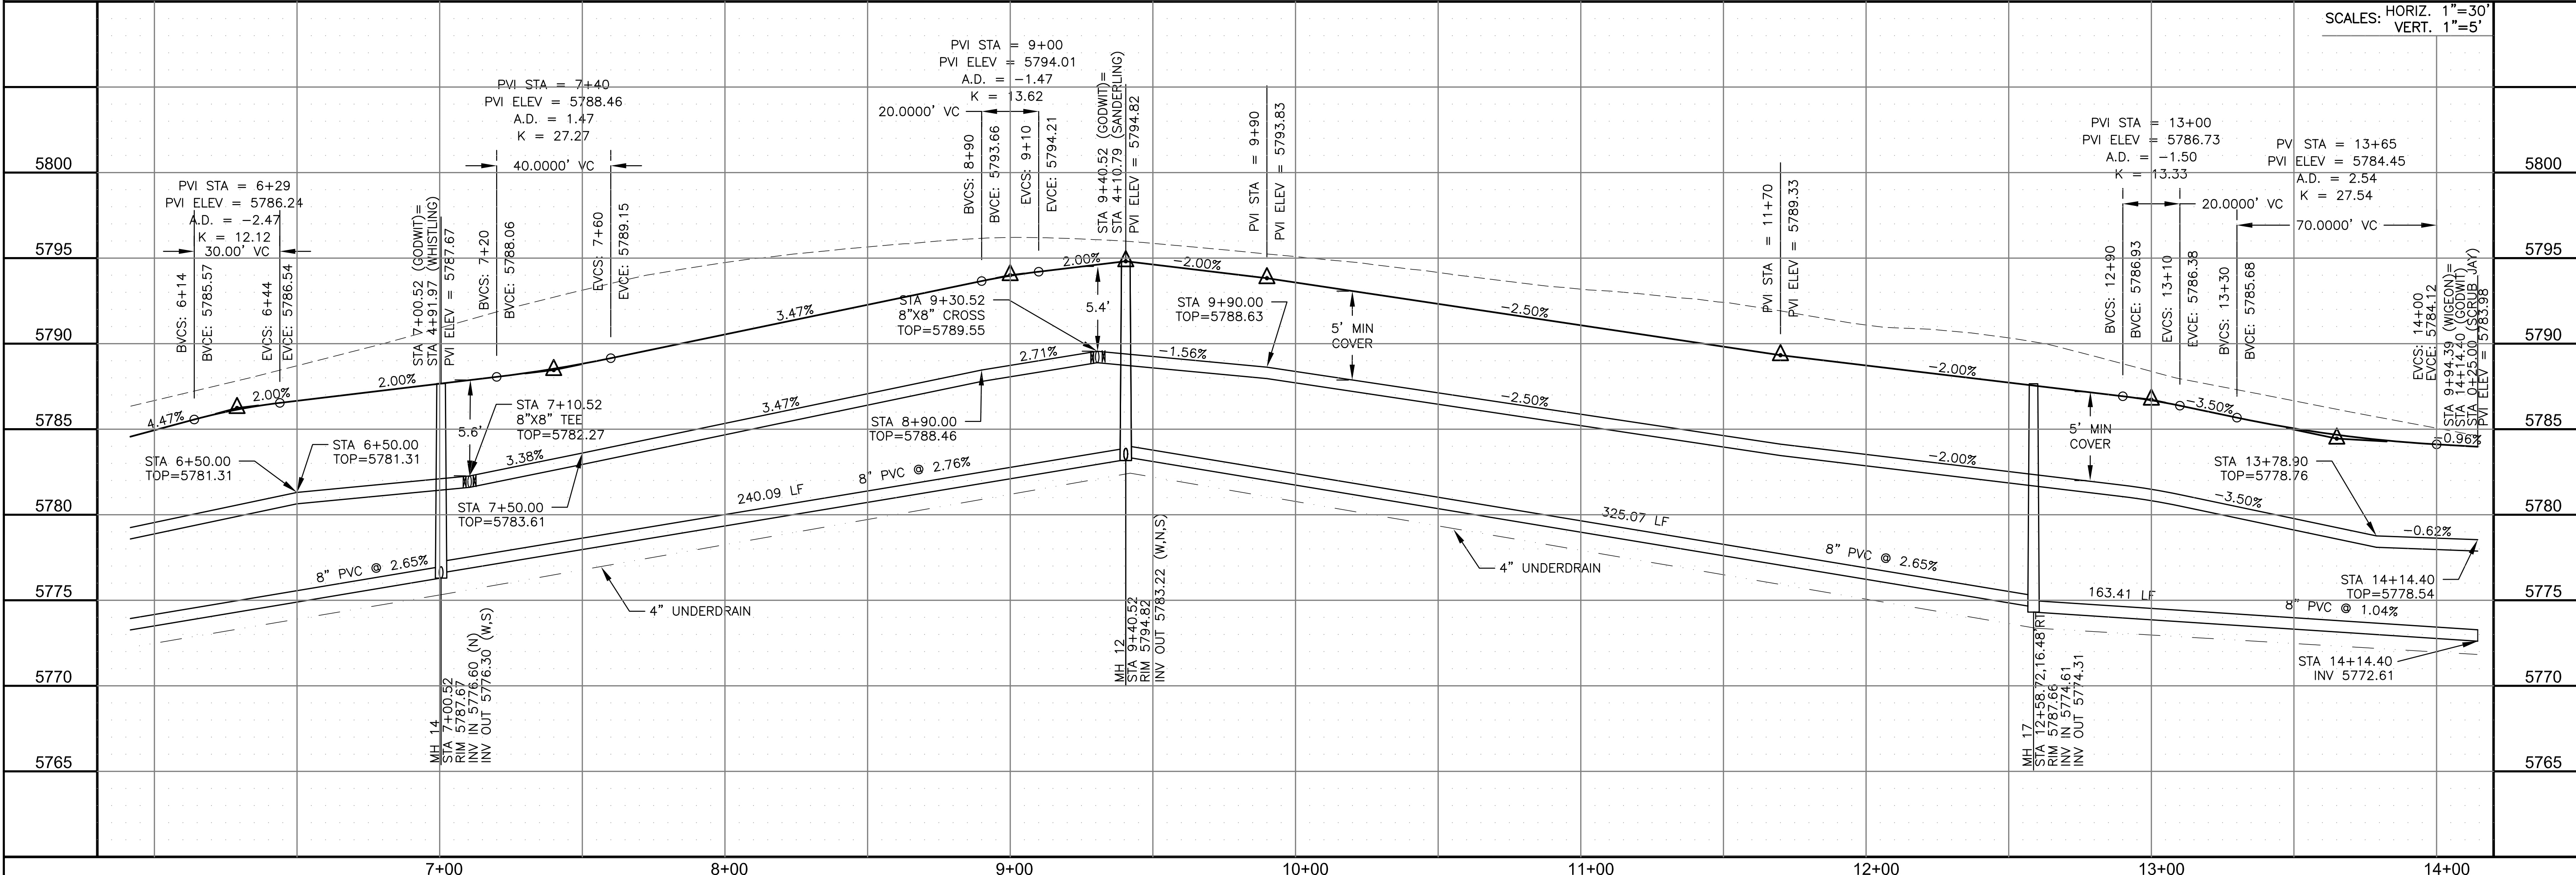 SCALES: HORIZ. 1"=30'
VERT. 1"=5'
PVI STA = 6+29
PVI ELEV = 5786.24
A.D. = -2.47
K = 12.12
30.00' VC
BVCS: 6+14
BVCE: 5785.57
EVCS: 6+44
EVCE: 5786.54
STA 7+00.52 (GODWIT)=
STA 4+91.97 (WHISTLING)
PVI ELEV = 5787.67
PVI STA = 7+40
PVI ELEV = 5788.46
A.D. = 1.47
K = 27.27
40.0000' VC
BVCS: 7+20
BVCE: 5788.06
EVCS: 7+60
EVCE: 5789.15
PVI STA = 9+00
PVI ELEV = 5794.01
A.D. = -1.47
K = 13.62
20.0000' VC
BVCS: 8+90
BVCE: 5793.66
EVCS: 9+10
EVCE: 5794.21
STA 9+40.52 (GODWIT)=
STA 4+10.79 (SANDERLING)
PVI ELEV = 5794.82
PVI STA = 9+90
PVI ELEV = 5793.83
PVI STA = 11+70
PVI ELEV = 5789.33
PVI STA = 13+00
PVI ELEV = 5786.73
A.D. = -1.50
K = 13.33
20.0000' VC
BVCS: 12+90
BVCE: 5786.93
EVCS: 13+10
EVCE: 5786.38
PVI STA = 13+65
PVI ELEV = 5784.45
A.D. = 2.54
K = 27.54
70.0000' VC
BVCS: 13+30
BVCE: 5785.68
EVCS: 14+00
EVCE: 5784.12
STA 9+94.39 (WIGEON)=
STA 14+14.40 (GODWIT)
STA 0+25.00 (SCRUB JAY)
PVI ELEV = 5783.98
4.47%
2.00%
2.00%
3.47%
2.00%
-2.00%
-2.50%
-2.00%
-3.50%
-0.96%
STA 6+50.00
TOP=5781.31
STA 6+50.00
TOP=5781.31
5.6'
STA 7+10.52
8"X8" TEE
TOP=5782.27
3.38%
STA 7+50.00
TOP=5783.61
3.47%
STA 8+90.00
TOP=5788.46
2.71%
STA 9+30.52
8"X8" CROSS
TOP=5789.55
5.4'
-1.56%
STA 9+90.00
TOP=5788.63
5' MIN
COVER
-2.50%
-2.00%
5' MIN
COVER
-3.50%
STA 13+78.90
TOP=5778.76
-0.62%
STA 14+14.40
TOP=5778.54
8" PVC @ 2.65%
240.09 LF
8" PVC @ 2.76%
325.07 LF
8" PVC @ 2.65%
163.41 LF
8" PVC @ 1.04%
STA 14+14.40
INV 5772.61
4" UNDERDRAIN
4" UNDERDRAIN
MH 14
STA 7+00.52
RIM 5787.67
INV IN 5776.60 (N)
INV OUT 5776.30 (W,S)
MH 12
STA 9+40.52
RIM 5794.82
INV OUT 5783.22 (W,N,S)
MH 17
STA 12+58.72,16.48'RT
RIM 5787.66
INV IN 5774.61
INV OUT 5774.31
5800
5795
5790
5785
5780
5775
5770
5765
5800
5795
5790
5785
5780
5775
5770
5765
7+00
8+00
9+00
10+00
11+00
12+00
13+00
14+00